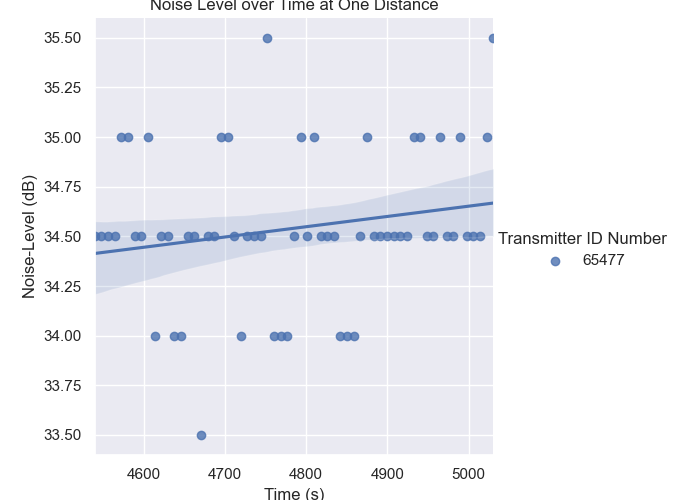 Noise Level over Time at One Distance
35.50
35.25
35.00
34.75
34.50
34.25
34.00
33.75
33.50
Noise-Level (dB)
4600 4700 4800 4900 5000
Time (s)
Transmitter ID Number
65477